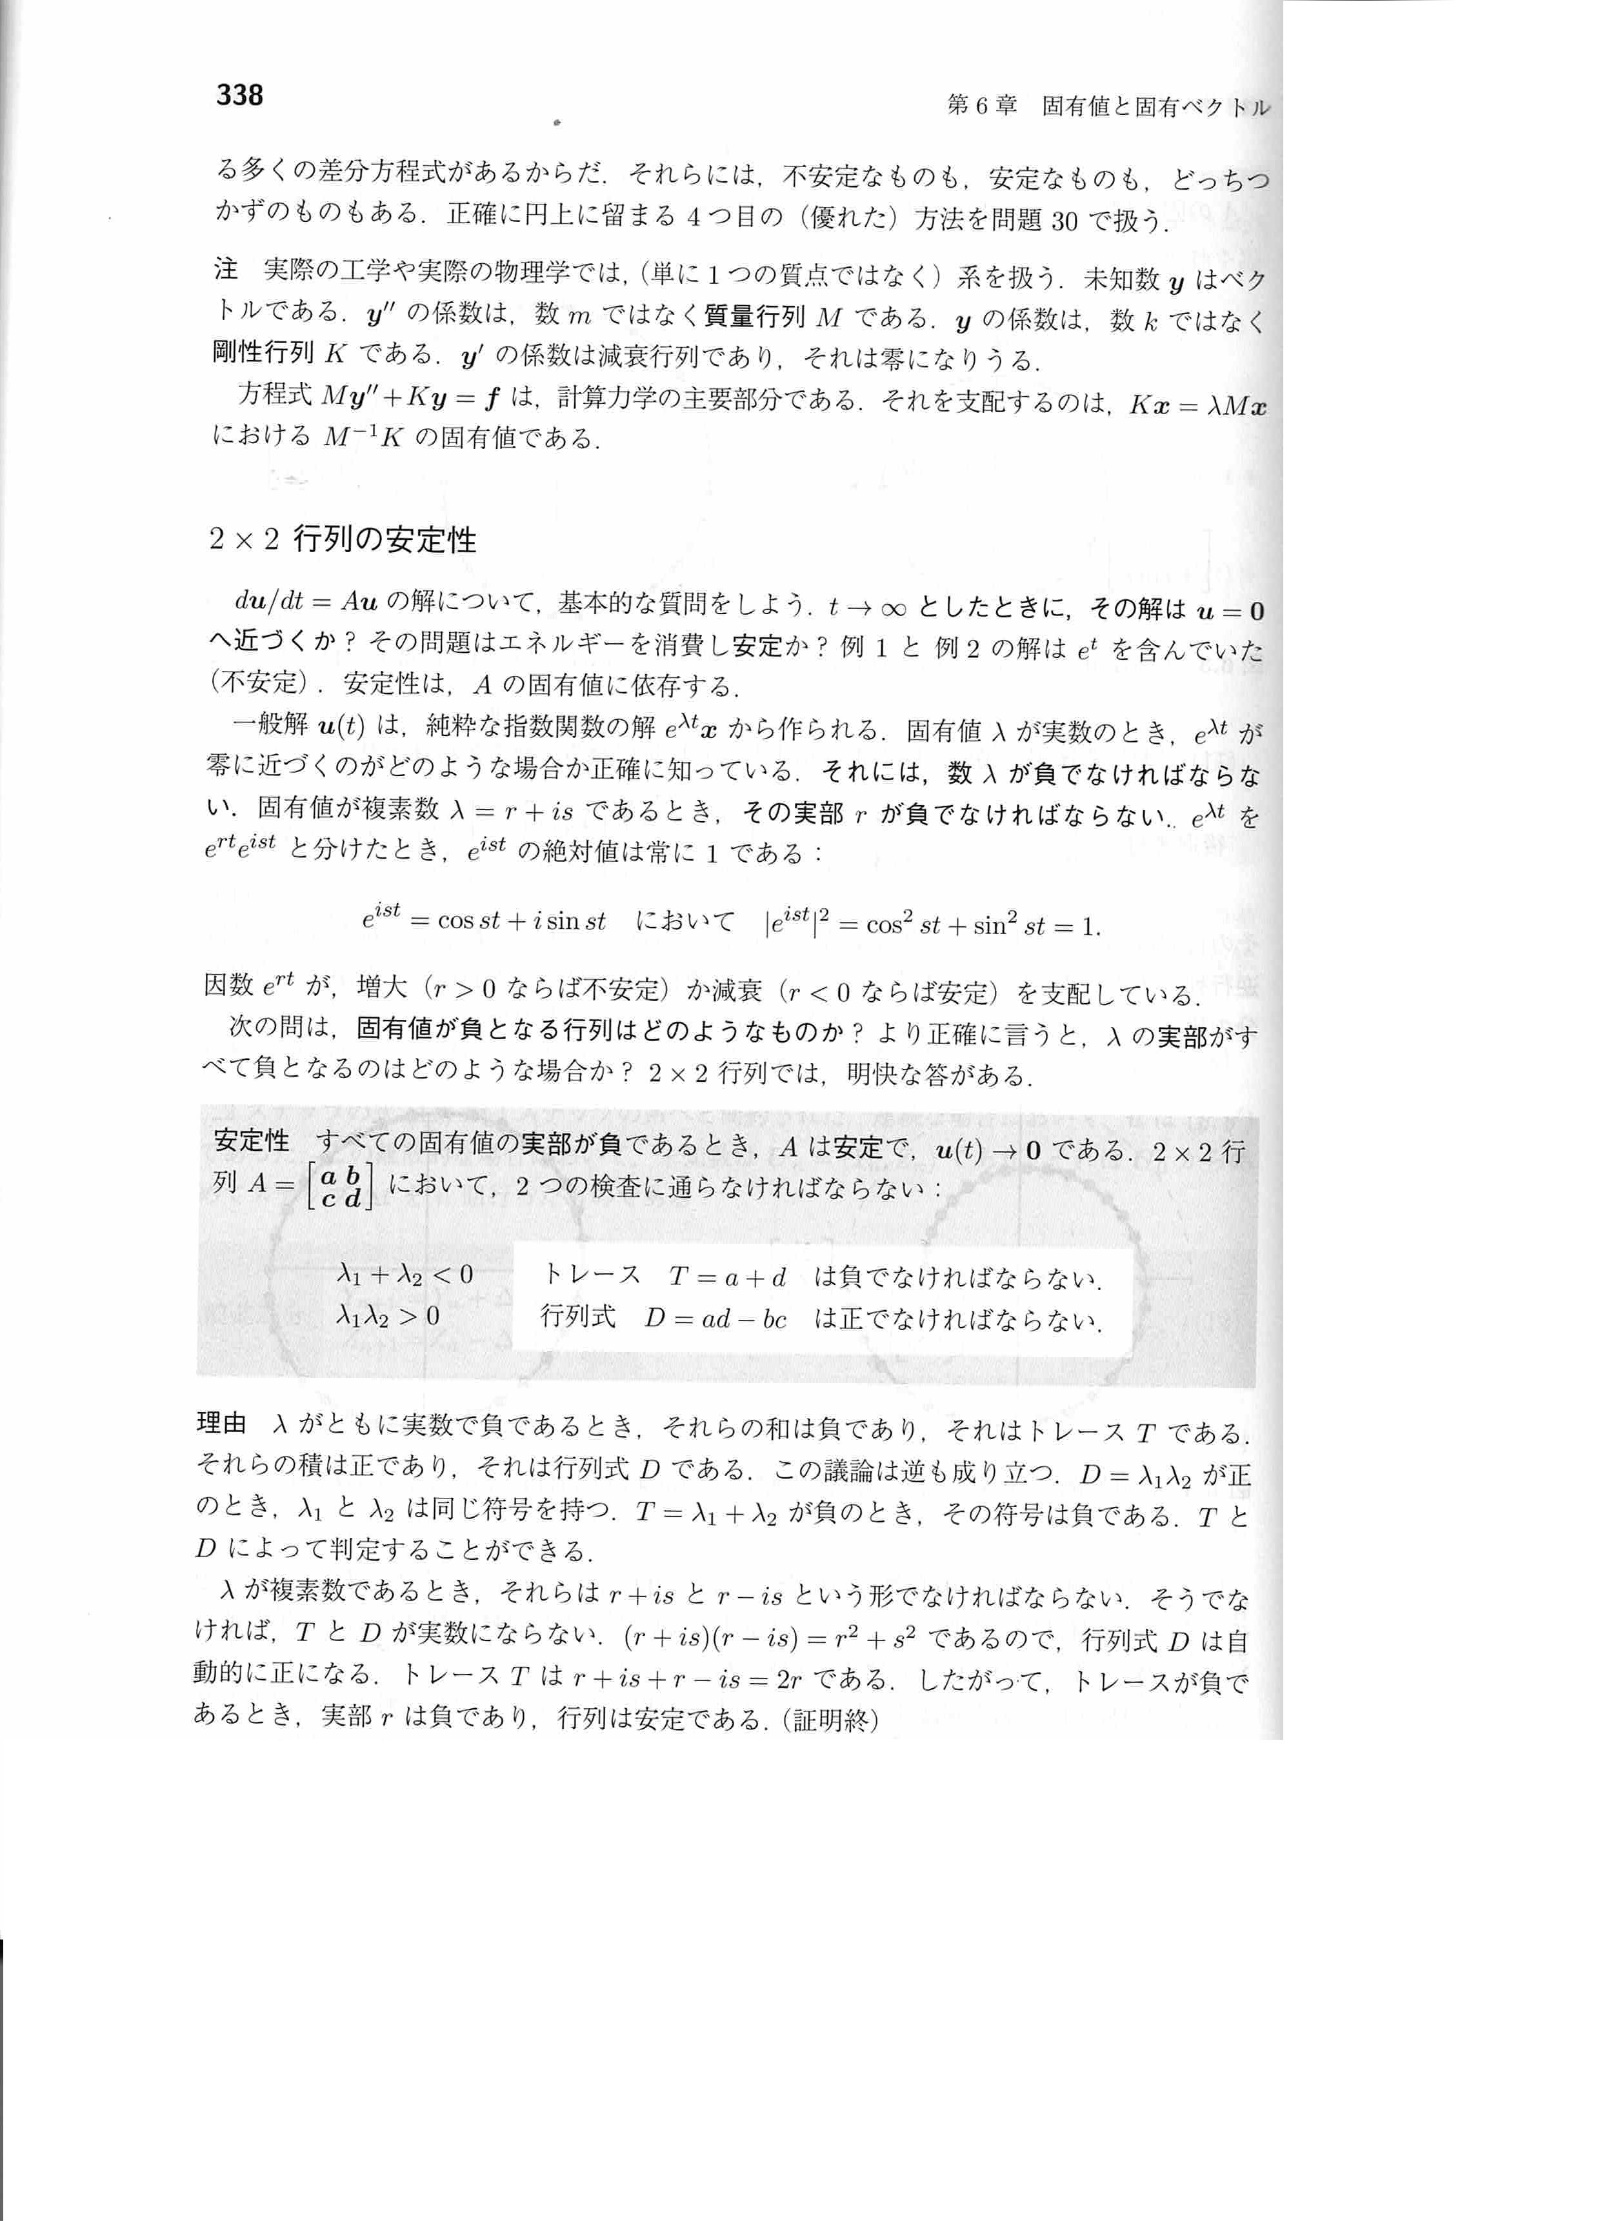 338
第 6 章 固有値と固有ベクトル
る多くの差分方程式があるからだ．それらには，不安定なものも，安定なものも，どっちつ
かずのものもある．正確に円上に留まる 4 つ目の（優れた）方法を問題 30 で扱う．
注 実際の工学や実際の物理学では，（単に 1 つの質点ではなく）系を扱う．未知数 y はベク
トルである．y″ の係数は，数 m ではなく質量行列 M である．y の係数は，数 k ではなく
剛性行列 K である．y′ の係数は減衰行列であり，それは零になりうる．
方程式 My″+Ky = f は，計算力学の主要部分である．それを支配するのは，Kx = λMx
における M⁻¹K の固有値である．
2 × 2 行列の安定性
du/dt = Au の解について，基本的な質問をしよう．t → ∞ としたときに，その解は u = 0
へ近づくか？その問題はエネルギーを消費し安定か？例 1 と 例 2 の解は eᵗ を含んでいた
（不安定）．安定性は，A の固有値に依存する．
一般解 u(t) は，純粋な指数関数の解 e^{λt}x から作られる．固有値 λ が実数のとき，e^{λt} が
零に近づくのがどのような場合か正確に知っている．それには，数 λ が負でなければならな
い．固有値が複素数 λ = r + is であるとき，その実部 r が負でなければならない．. e^{λt} を
e^{rt}e^{ist} と分けたとき，e^{ist} の絶対値は常に 1 である：
e^{ist} = cos st + i sin st において |e^{ist}|² = cos² st + sin² st = 1.
因数 e^{rt} が，増大（r > 0 ならば不安定）か減衰（r < 0 ならば安定）を支配している．
次の問は，固有値が負となる行列はどのようなものか？より正確に言うと，λ の実部がす
べて負となるのはどのような場合か？2 × 2 行列では，明快な答がある．
安定性 すべての固有値の実部が負であるとき，A は安定で，u(t) → 0 である．2 × 2 行
列 A = [a b; c d] において，2 つの検査に通らなければならない：
λ₁ + λ₂ < 0 トレース T = a + d は負でなければならない．
λ₁λ₂ > 0 行列式 D = ad − bc は正でなければならない．
理由 λ がともに実数で負であるとき，それらの和は負であり，それはトレース T である．
それらの積は正であり，それは行列式 D である．この議論は逆も成り立つ．D = λ₁λ₂ が正
のとき，λ₁ と λ₂ は同じ符号を持つ．T = λ₁ + λ₂ が負のとき，その符号は負である．T と
D によって判定することができる．
λ が複素数であるとき，それらは r + is と r − is という形でなければならない．そうでな
ければ，T と D が実数にならない．(r + is)(r − is) = r² + s² であるので，行列式 D は自
動的に正になる．トレース T は r + is + r − is = 2r である．したがって，トレースが負で
あるとき，実部 r は負であり，行列は安定である．（証明終）